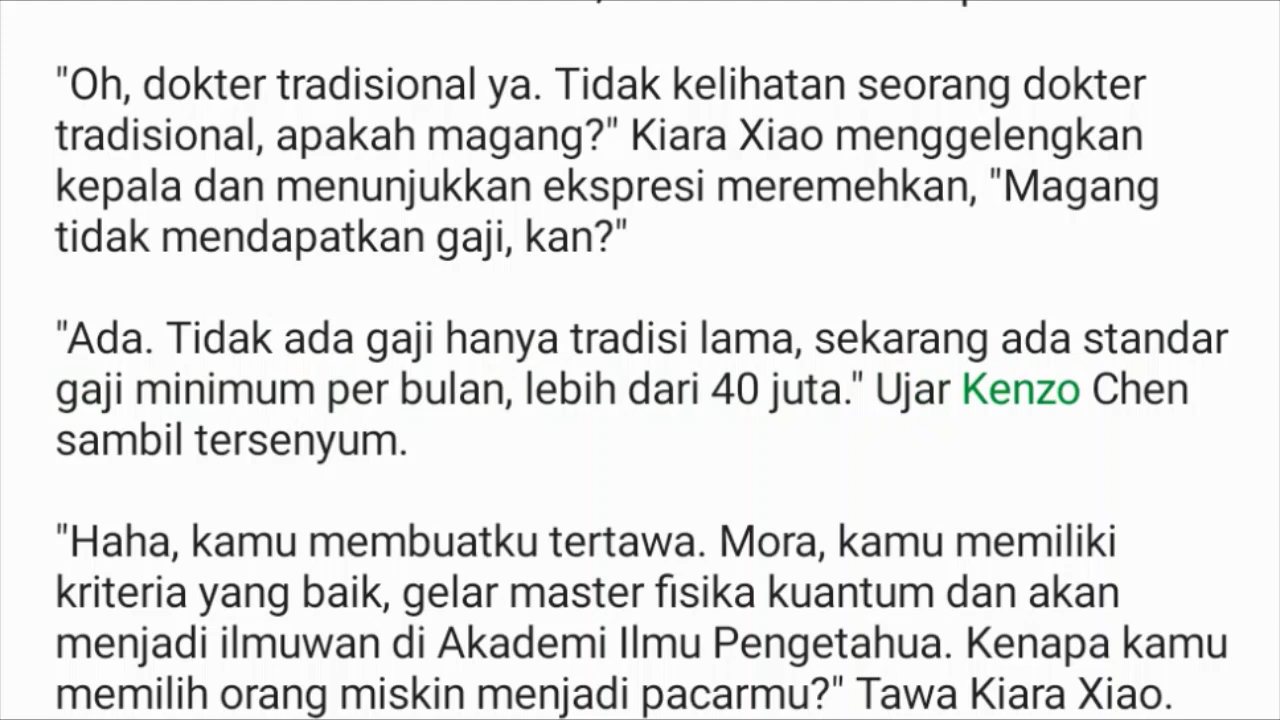 "Oh, dokter tradisional ya. Tidak kelihatan seorang dokter
tradisional, apakah magang?" Kiara Xiao menggelengkan
kepala dan menunjukkan ekspresi meremehkan, "Magang
tidak mendapatkan gaji, kan?"
"Ada. Tidak ada gaji hanya tradisi lama, sekarang ada standar
gaji minimum per bulan, lebih dari 40 juta." Ujar Kenzo Chen
sambil tersenyum.
"Haha, kamu membuatku tertawa. Mora, kamu memiliki
kriteria yang baik, gelar master fisika kuantum dan akan
menjadi ilmuwan di Akademi Ilmu Pengetahua. Kenapa kamu
memilih orang miskin menjadi pacarmu?" Tawa Kiara Xiao.